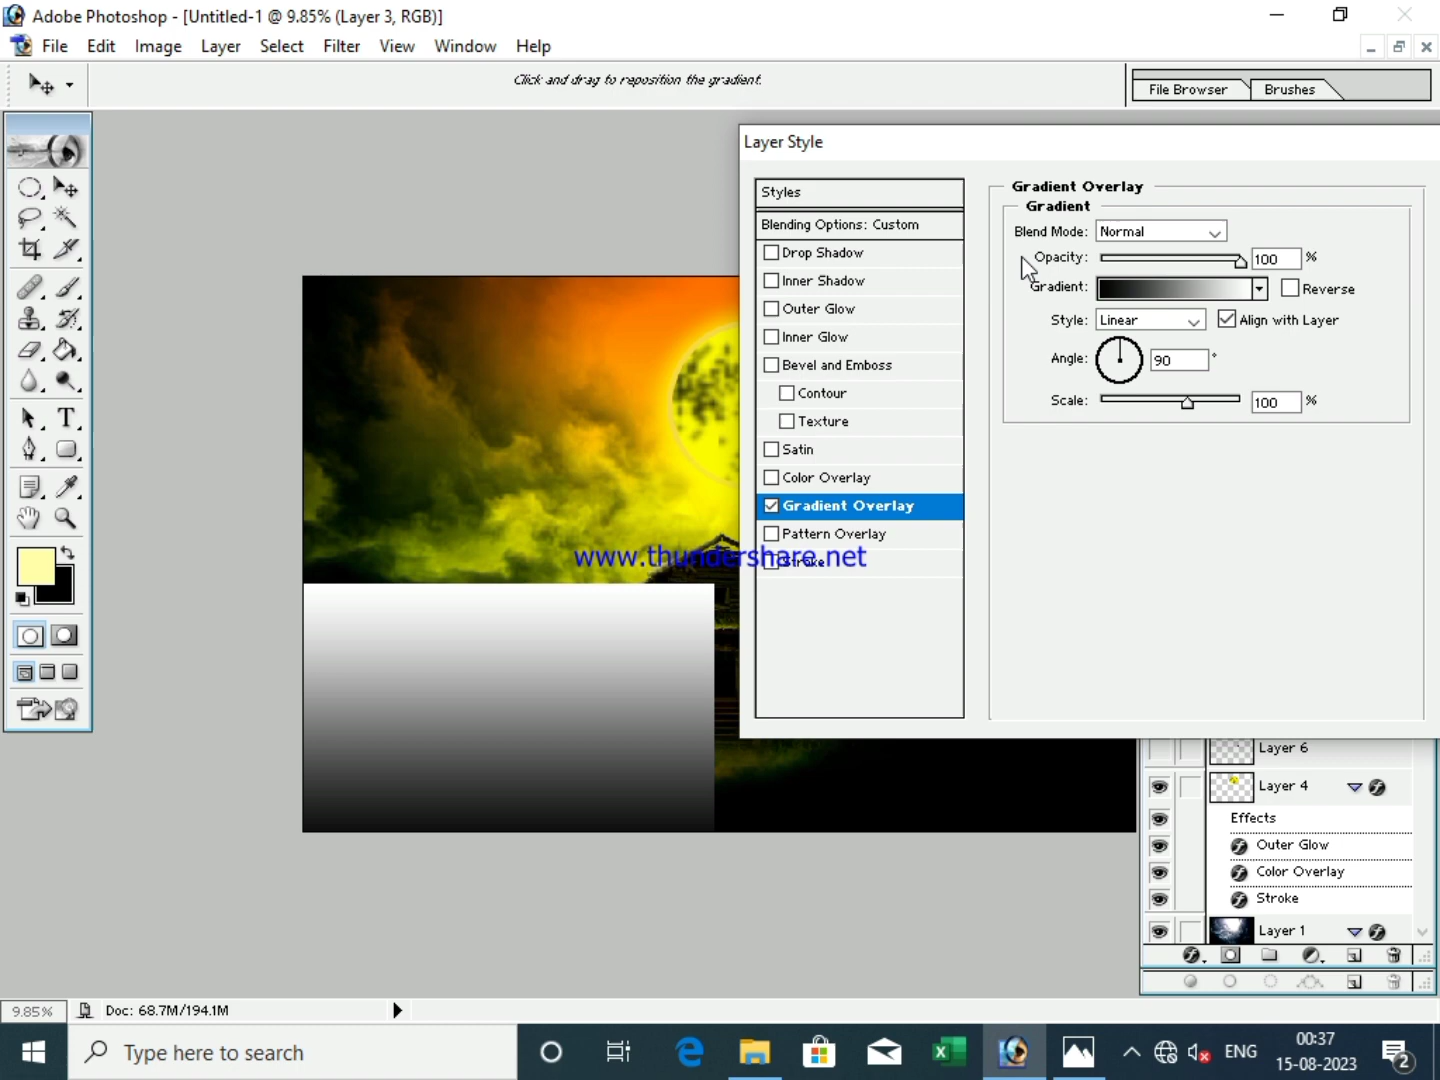 Adobe Photoshop - [Untitled-1 @ 9.85% (Layer 3, RGB)]
File Edit Image Layer Select Filter View Window Help
Click and drag to reposition the gradient.
File Browser Brushes
Layer Style
Styles
Blending Options: Custom
Drop Shadow
Inner Shadow
Outer Glow
Inner Glow
Bevel and Emboss
Contour
Texture
Satin
Color Overlay
Gradient Overlay
Pattern Overlay
Stroke
Gradient Overlay
Gradient
Blend Mode: Normal
Opacity: 100 %
Gradient: Reverse
Style: Linear Align with Layer
Angle: 90 °
Scale: 100 %
www.thundershare.net
T
Layer 6
Layer 4
Effects
Outer Glow
Color Overlay
Stroke
Layer 1
9.85% Doc: 68.7M/194.1M
Type here to search
ENG
00:37
15-08-2023
2